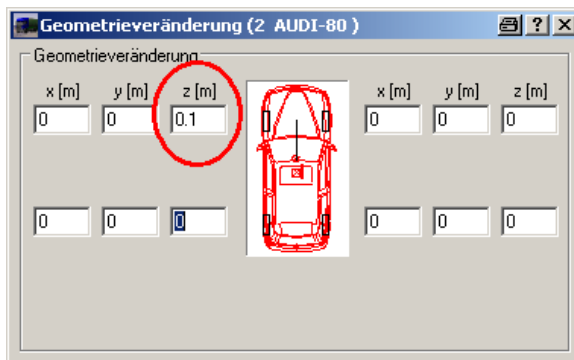 Geometrieveränderung (2 AUDI-80 )
Geometrieveränderung
x [m] y [m] z [m] x [m] y [m] z [m]
0 0 0.1 0 0 0
0 0 0 0 0 0